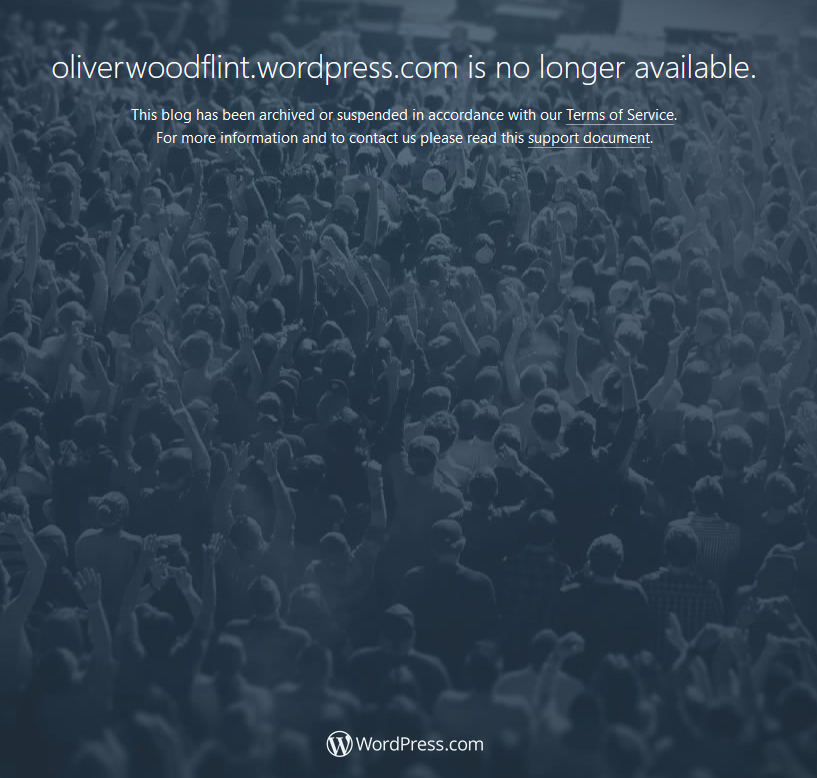 oliverwoodflint.wordpress.com is no longer available.
This blog has been archived or suspended in accordance with our Terms of Service.
For more information and to contact us please read this support document.
WordPress.com